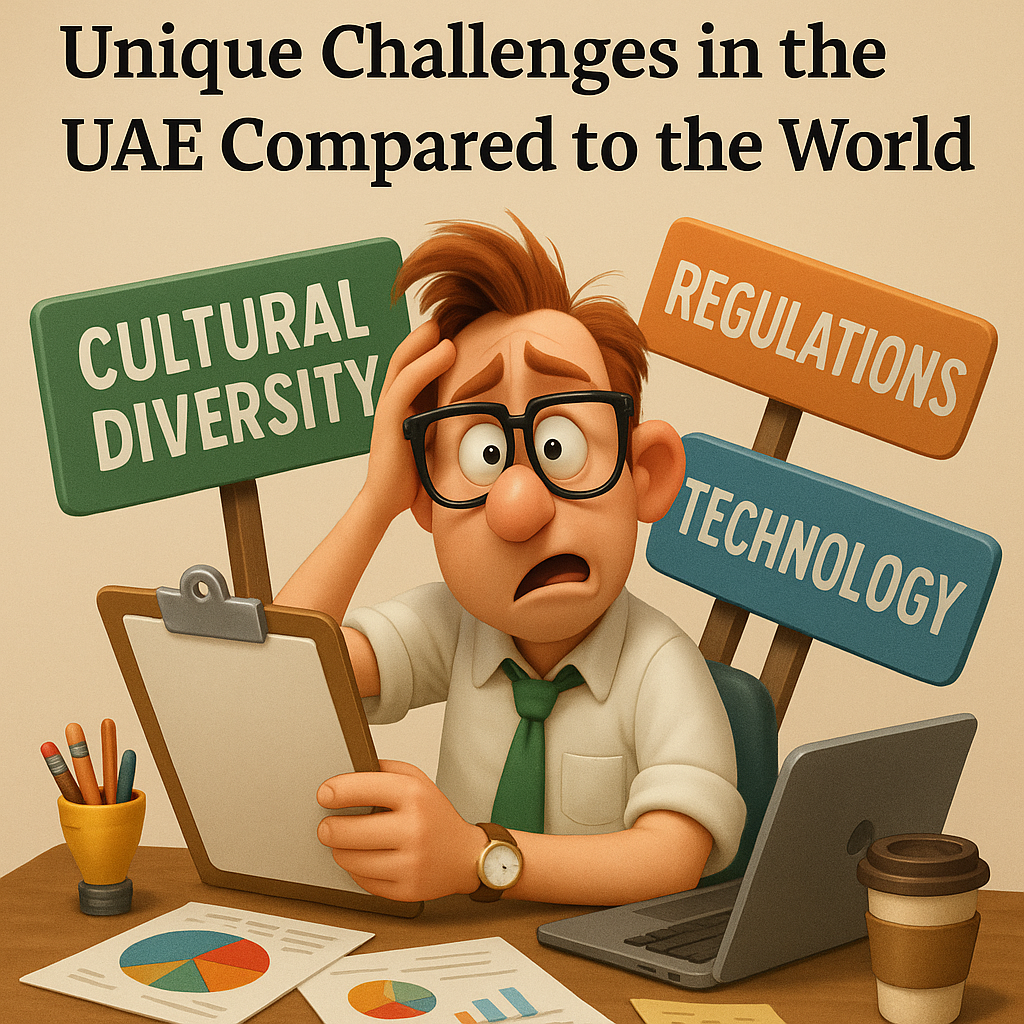 Unique Challenges in the
UAE Compared to the World
CULTURAL
DIVERSITY
REGULATIONS
TECHNOLOGY